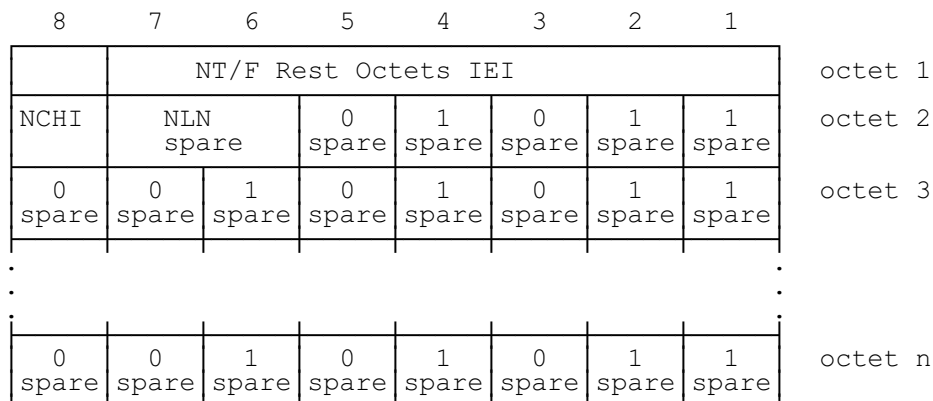 8 7 6 5 4 3 2 1
NT/F Rest Octets IEI octet 1
NCHI NLN 0 1 0 1 1 octet 2
spare spare spare spare spare spare
0 0 1 0 1 0 1 1 octet 3
spare spare spare spare spare spare spare spare
0 0 1 0 1 0 1 1 octet n
spare spare spare spare spare spare spare spare